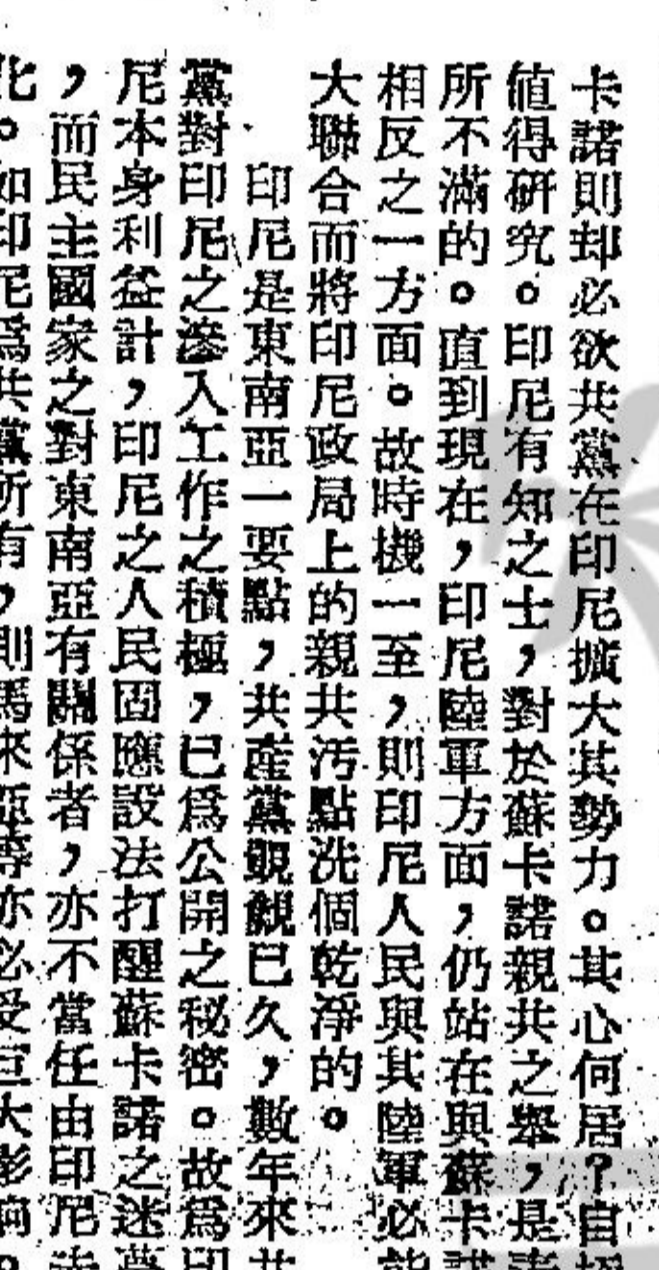 卡諾則却必欲共黨在印尼擴大其勢力。其心何居？自
值得研究。印尼有知之士，對於蘇卡諾親共之舉，是
所不滿的。直到現在，印尼陸軍方面，仍站在與蘇卡
相反之一方面。故時機一至，則印尼人民與其陸軍必能
大聯合而將印尼政局上的親共污點洗個乾淨的。
印尼是東南亞一要點，共產黨覬覦已久，數年來共
黨對印尼之滲入工作之積極，已爲公開之秘密。故爲印
尼本身利益計，印尼之人民固應設法打醒蘇卡諾之迷夢
，而民主國家之對東南亞有關係者，亦不當任由印尼
化。如印尼爲共黨所有，則馬來亞等亦必受巨大影响。